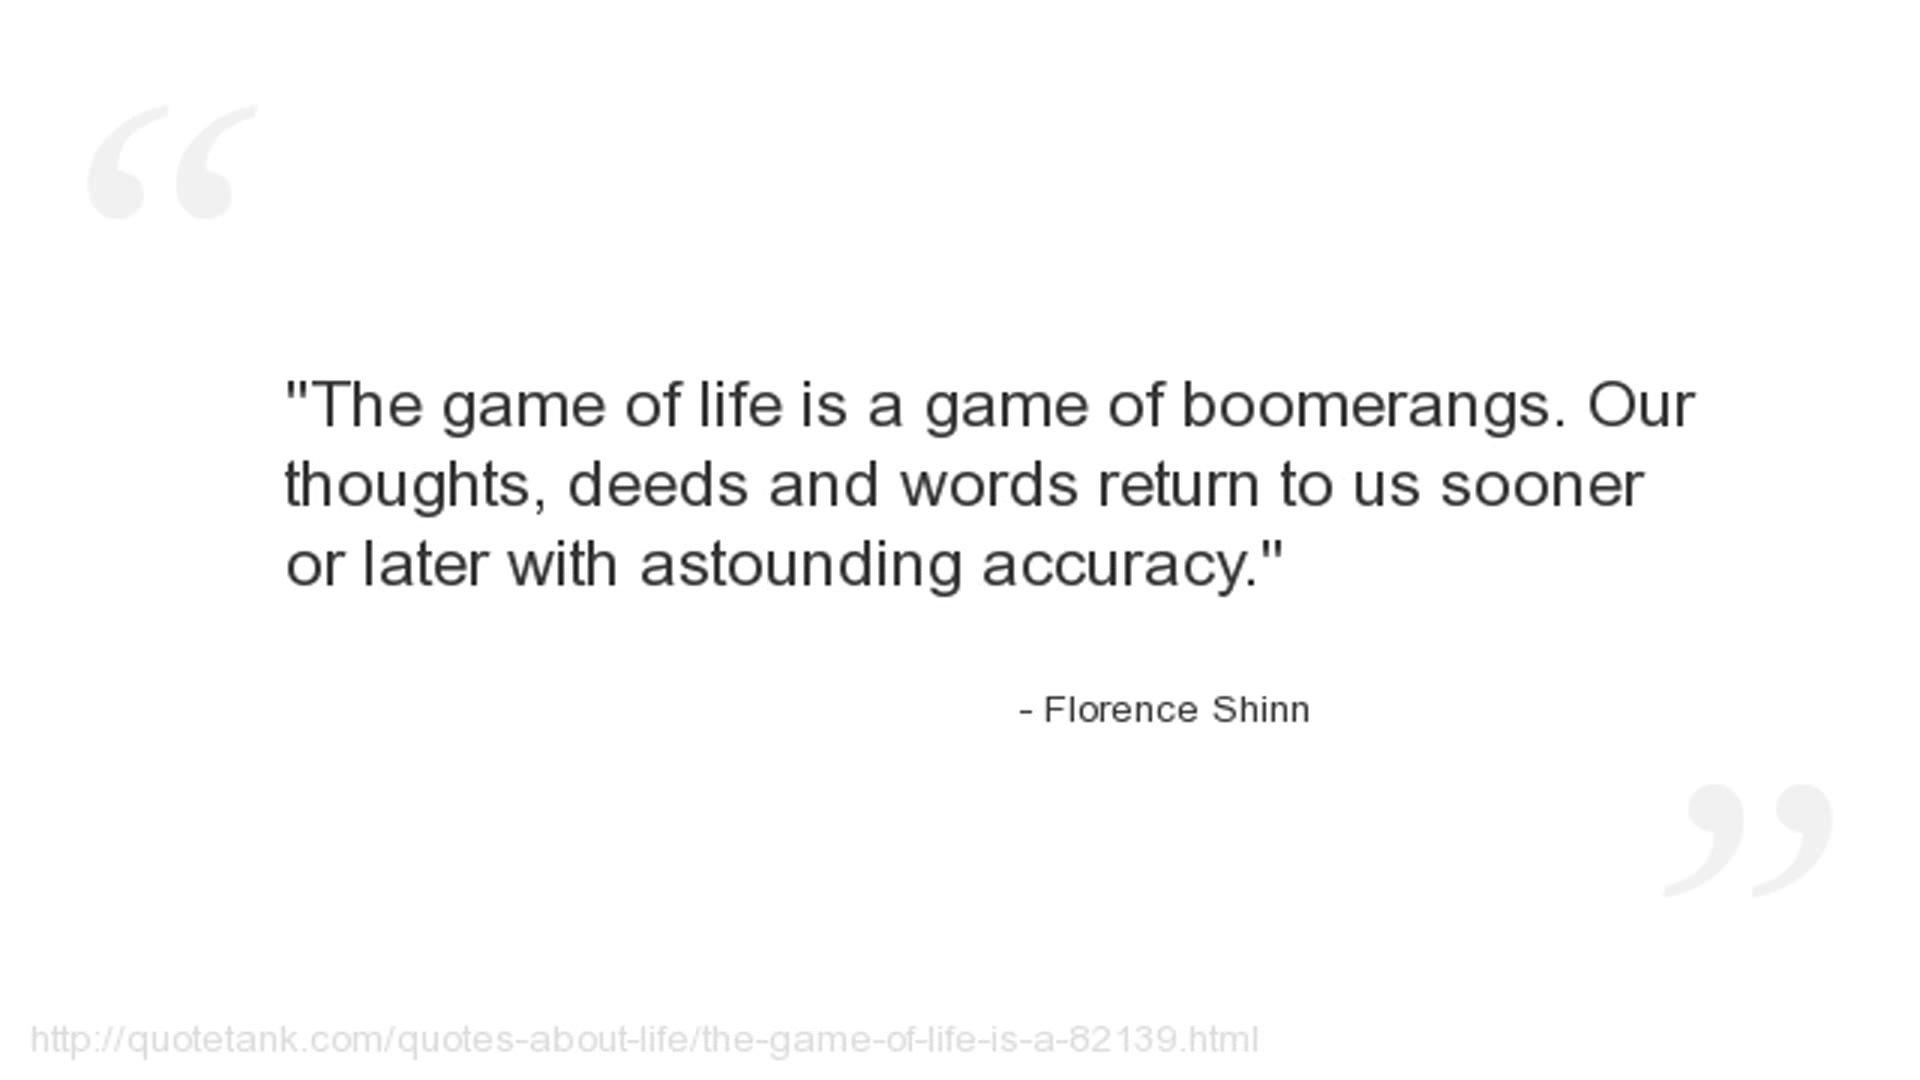 "The game of life is a game of boomerangs. Our
thoughts, deeds and words return to us sooner
or later with astounding accuracy."
- Florence Shinn
http://quotetank.com/quotes-about-life/the-game-of-life-is-a-82139.html